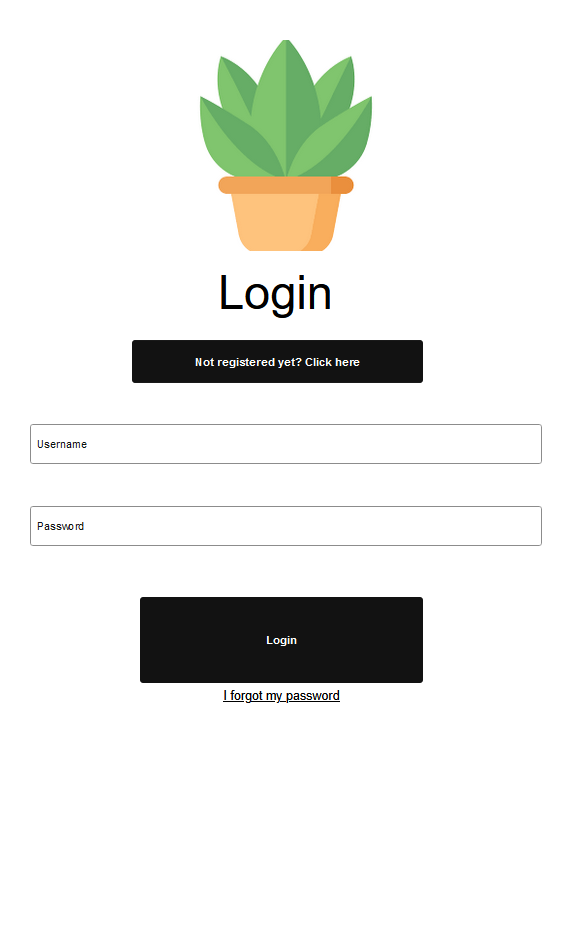 Login
Not registered yet? Click here
Username
Password
Login
I forgot my password